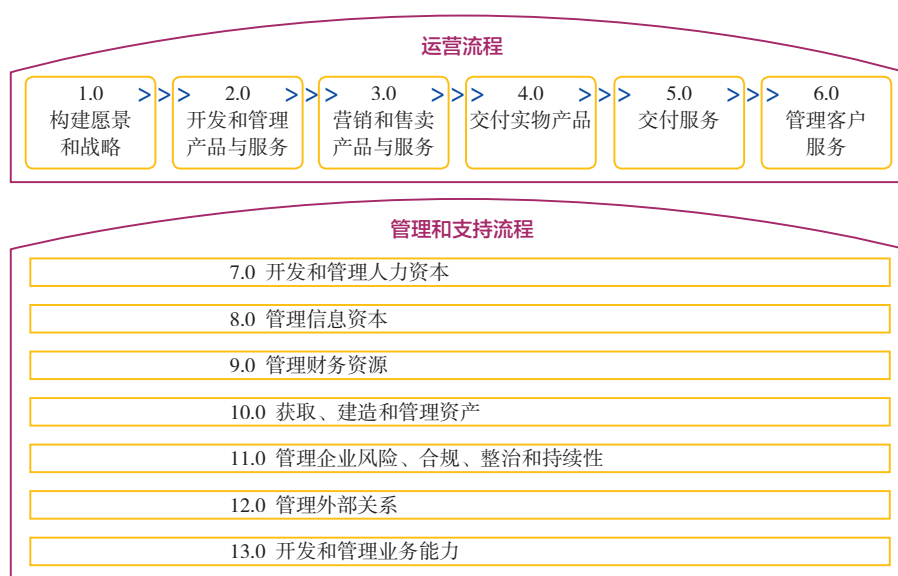 运营流程
1.0 >>> 2.0 >>> 3.0 >>> 4.0 >>> 5.0 >>> 6.0
构建愿景 开发和管理 营销和售卖 交付实物产品 交付服务 管理客户
和战略 产品与服务 产品与服务 服务
管理和支持流程
7.0 开发和管理人力资本
8.0 管理信息资本
9.0 管理财务资源
10.0 获取、建造和管理资产
11.0 管理企业风险、合规、整治和持续性
12.0 管理外部关系
13.0 开发和管理业务能力